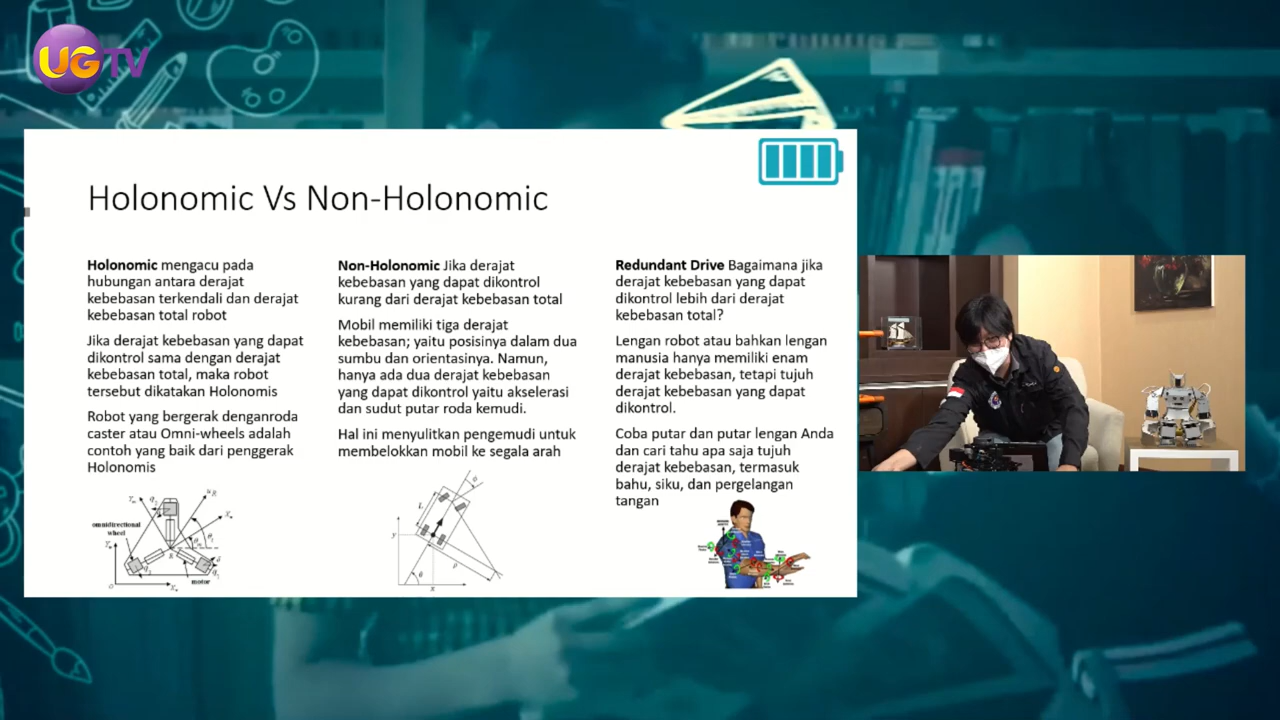 UGTV
Holonomic Vs Non-Holonomic
Holonomic mengacu pada
hubungan antara derajat
kebebasan terkendali dan derajat
kebebasan total robot
Jika derajat kebebasan yang dapat
dikontrol sama dengan derajat
kebebasan total, maka robot
tersebut dikatakan Holonomis
Robot yang bergerak denganroda
caster atau Omni-wheels adalah
contoh yang baik dari penggerak
Holonomis
omnidirectional
wheel
motor
Non-Holonomic Jika derajat
kebebasan yang dapat dikontrol
kurang dari derajat kebebasan total
Mobil memiliki tiga derajat
kebebasan; yaitu posisinya dalam dua
sumbu dan orientasinya. Namun,
hanya ada dua derajat kebebasan
yang dapat dikontrol yaitu akselerasi
dan sudut putar roda kemudi.
Hal ini menyulitkan pengemudi untuk
membelokkan mobil ke segala arah
L
y
x
θ
ρ
Redundant Drive Bagaimana jika
derajat kebebasan yang dapat
dikontrol lebih dari derajat
kebebasan total?
Lengan robot atau bahkan lengan
manusia hanya memiliki enam
derajat kebebasan, tetapi tujuh
derajat kebebasan yang dapat
dikontrol.
Coba putar dan putar lengan Anda
dan cari tahu apa saja tujuh
derajat kebebasan, termasuk
bahu, siku, dan pergelangan
tangan